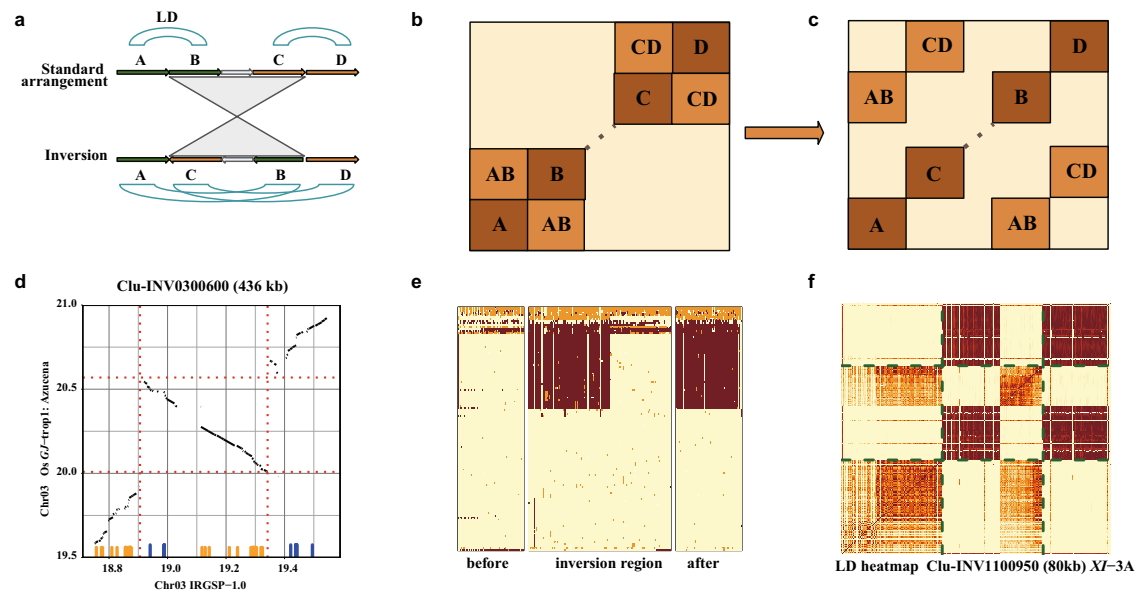 a
LD
A B C D
Standard
arrangement
Inversion
A C B D
b
CD D
C CD
AB B
A AB
c
CD D
AB B
C CD
A AB
d
Clu-INV0300600 (436 kb)
21.0
20.5
20.0
19.5
Chr03 Os GJ-trop1: Azucena
18.8 19.0 19.2 19.4
Chr03 IRGSP-1.0
e
before inversion region after
f
LD heatmap Clu-INV1100950 (80kb) XI-3A